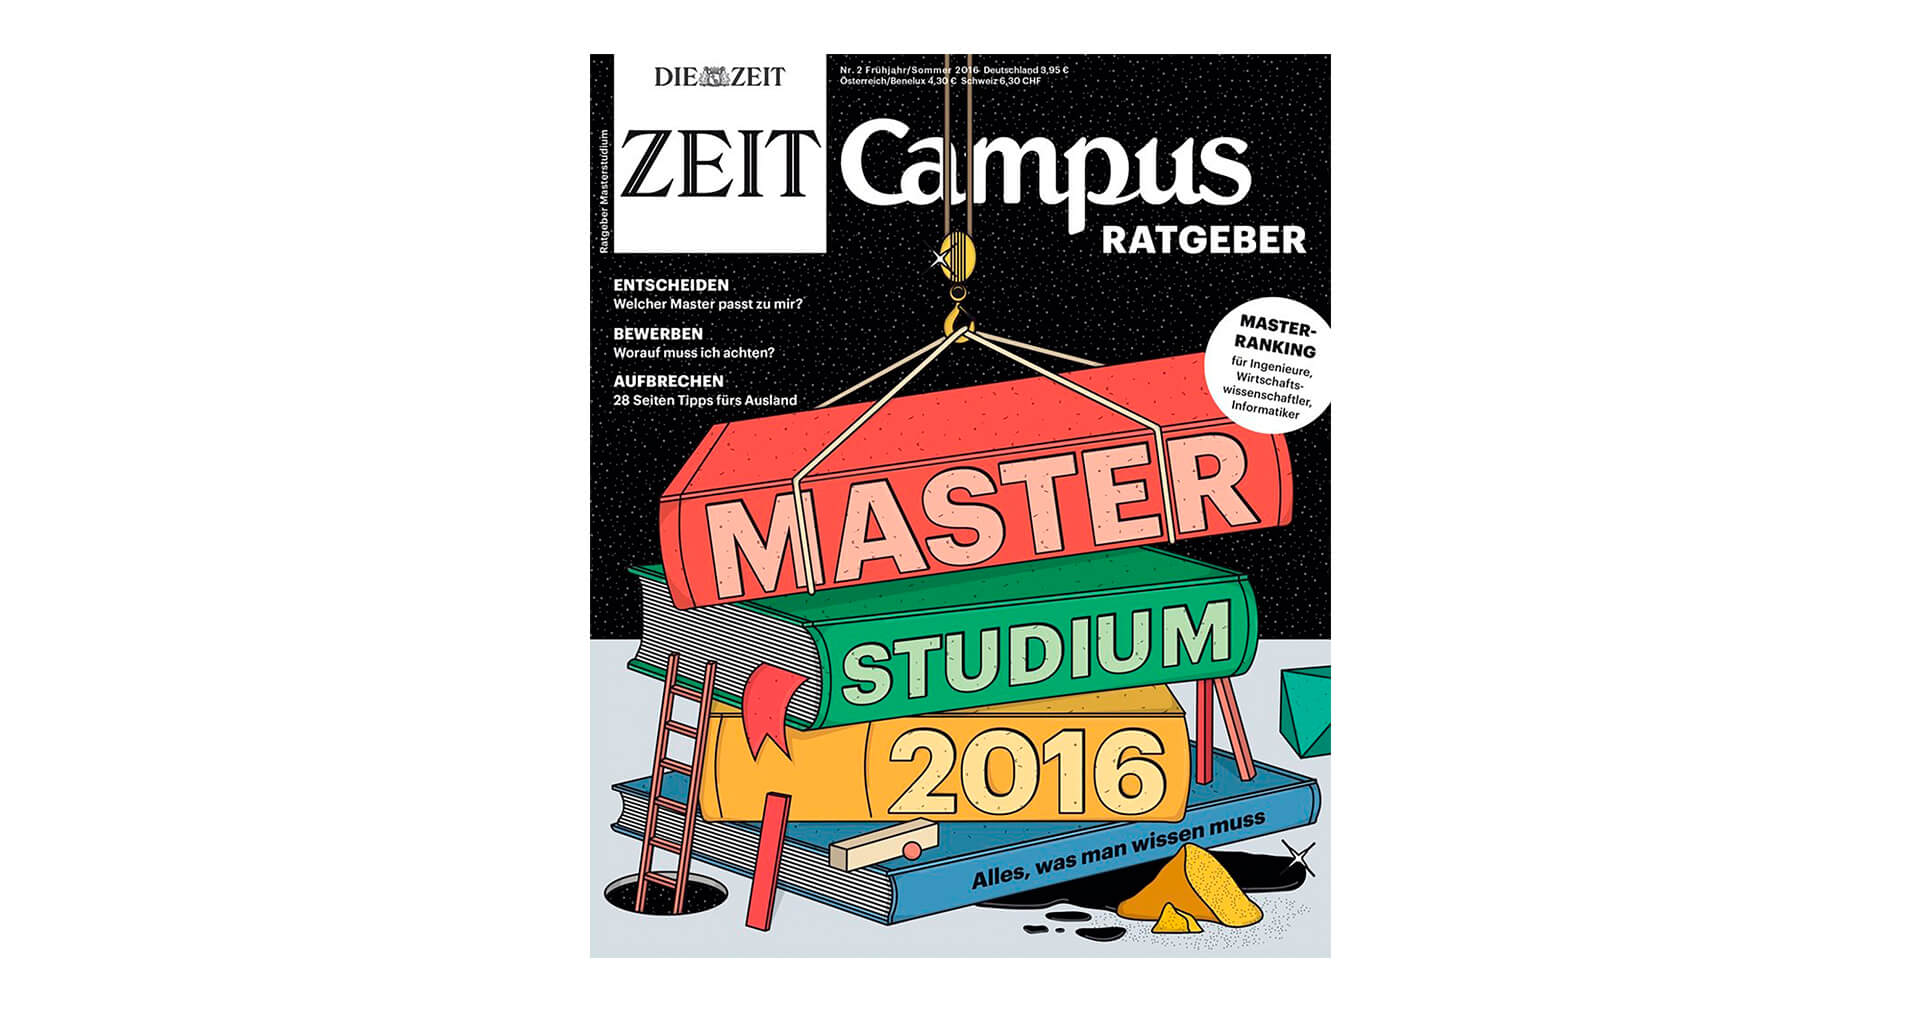 DIE ZEIT
Nr. 2 Frühjahr/Sommer 2016 Deutschland 3,95 €
Österreich/Benelux 4,30 € Schweiz 6,30 CHF
Ratgeber Masterstudium
ZEIT Campus
RATGEBER
ENTSCHEIDEN
Welcher Master passt zu mir?
BEWERBEN
Worauf muss ich achten?
AUFBRECHEN
28 Seiten Tipps fürs Ausland
MASTER-
RANKING
für Ingenieure,
Wirtschafts-
wissenschaftler,
Informatiker
MASTER
STUDIUM
2016
Alles, was man wissen muss